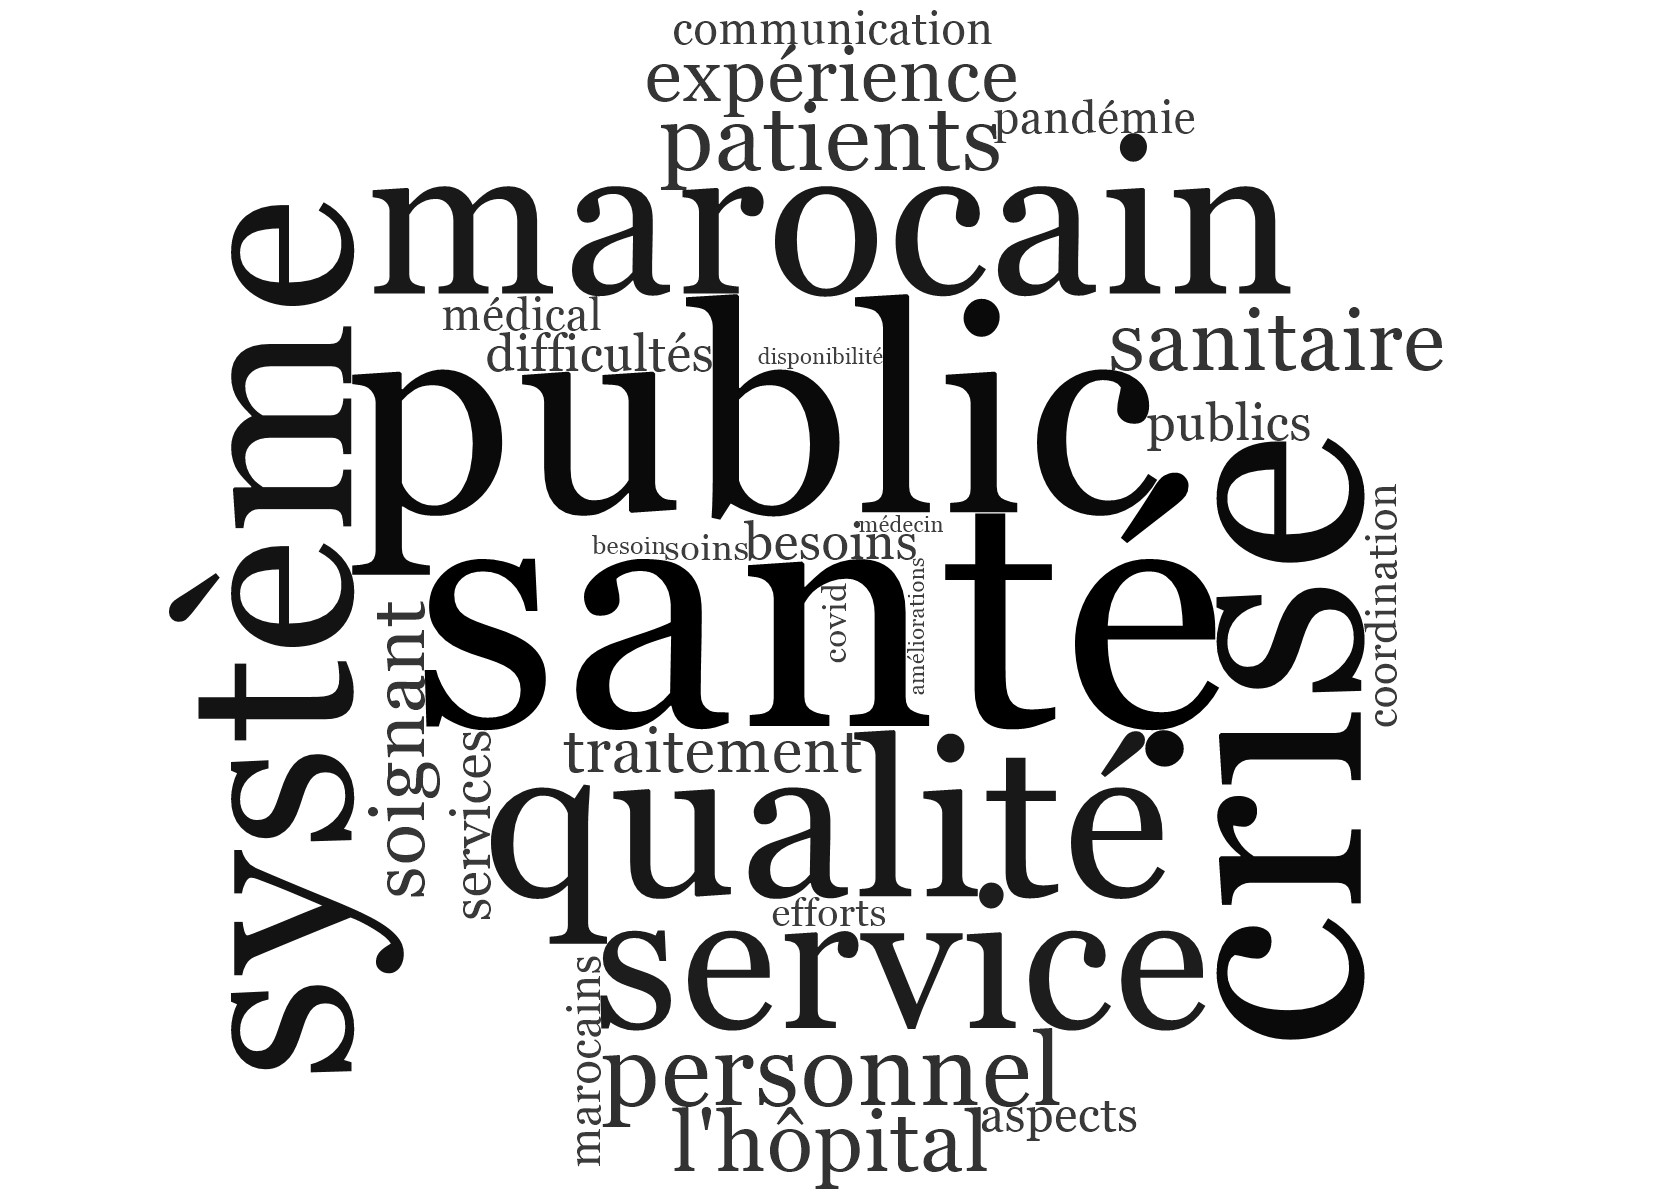 communication
expérience
patients
pandémie
marocain
système
médical
difficultés
disponibilité
sanitaire
public
publics
crise
coordination
besoin
soins
besoins
médecin
santé
covid
améliorations
soignant
services
traitement
qualité
efforts
service
marocains
personnel
l'hôpital
aspects